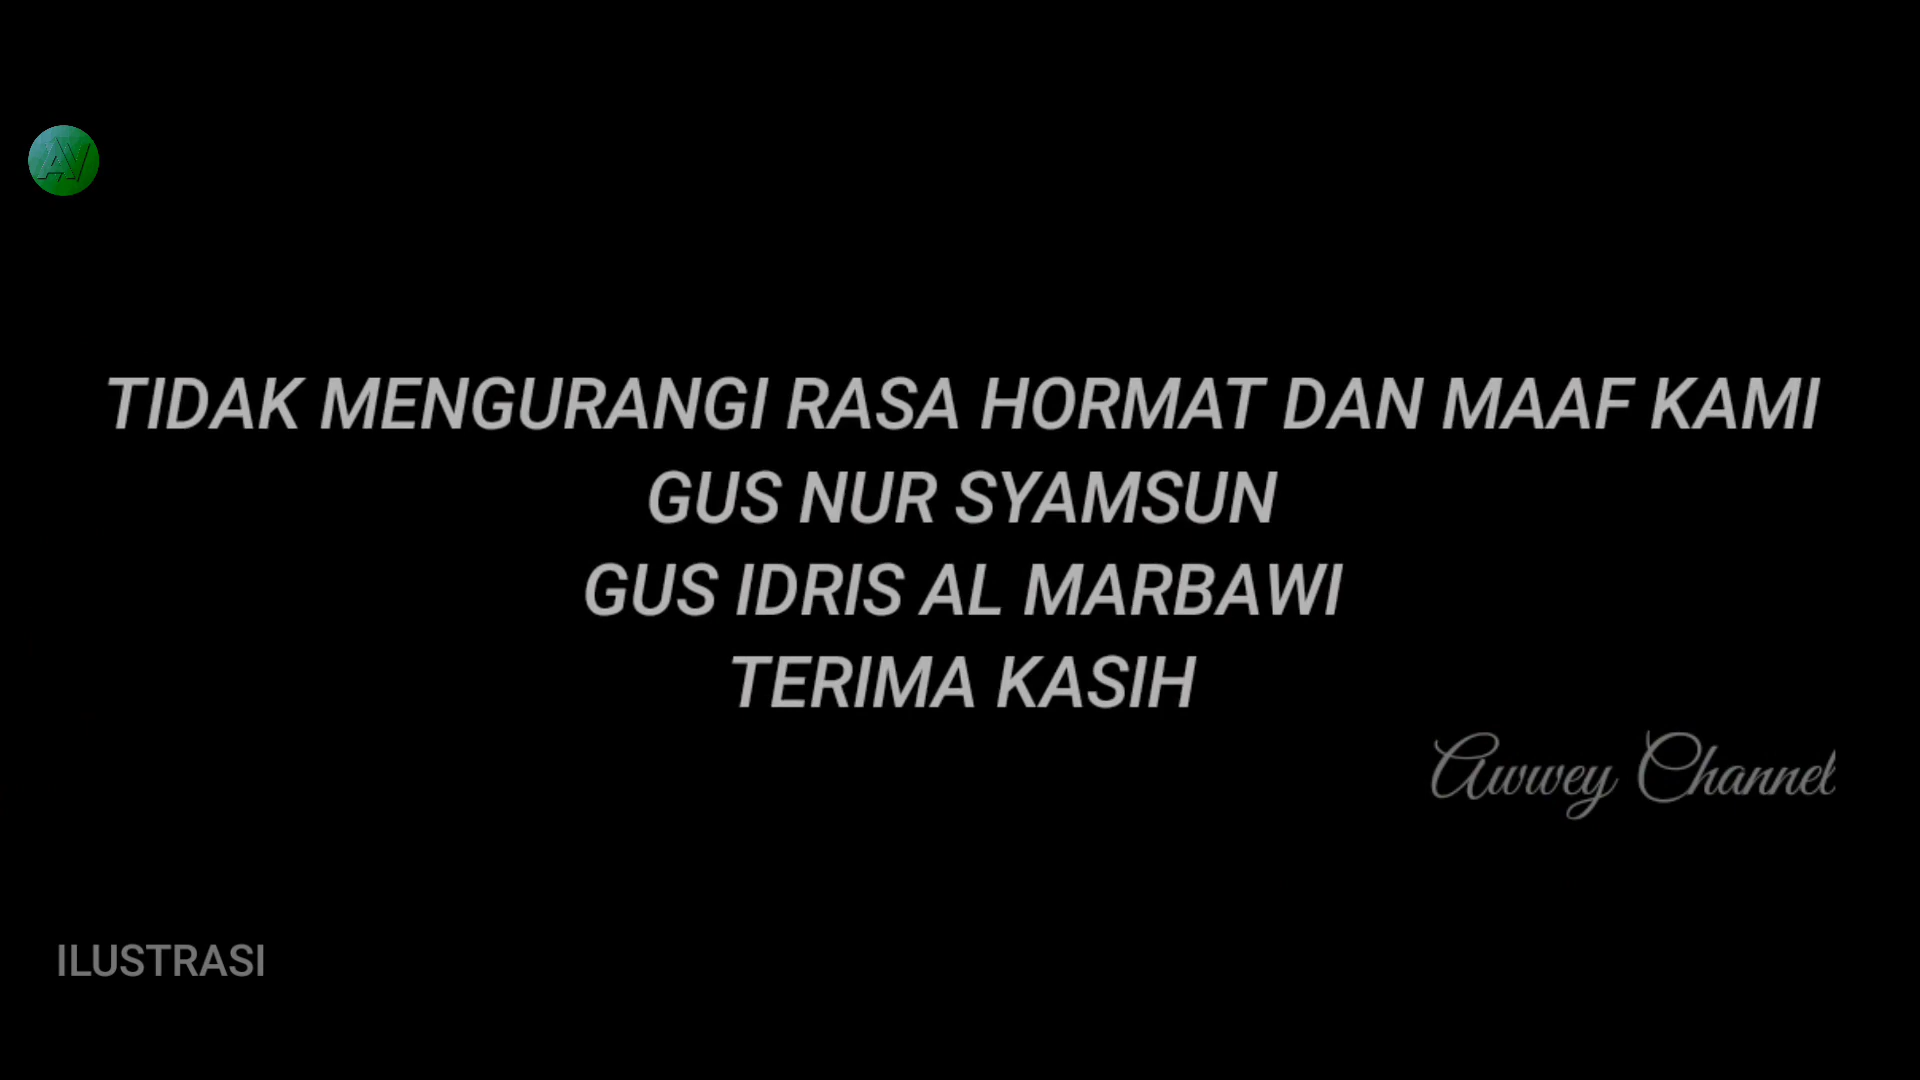 AV
TIDAK MENGURANGI RASA HORMAT DAN MAAF KAMI
GUS NUR SYAMSUN
GUS IDRIS AL MARBAWI
TERIMA KASIH
Awwey Channel
ILUSTRASI